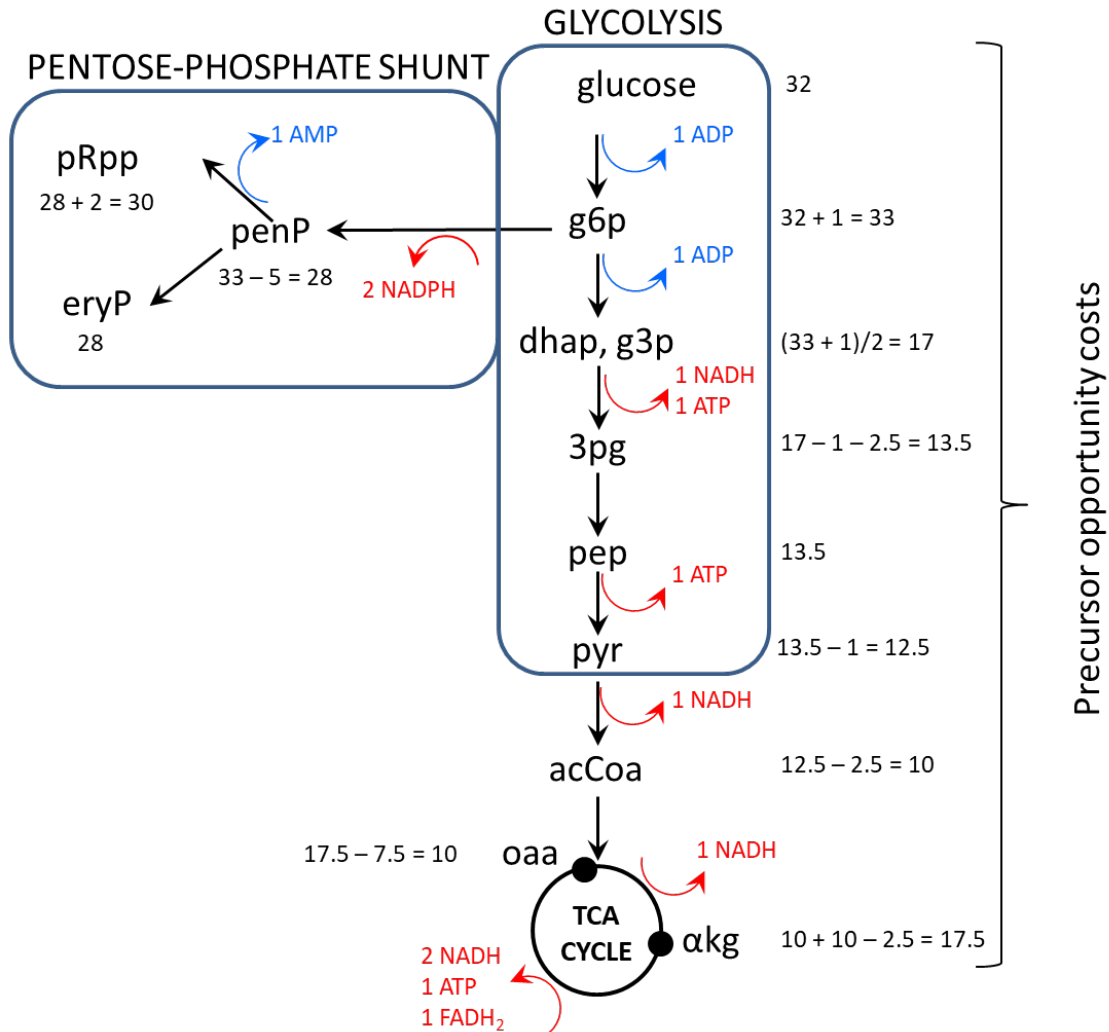 GLYCOLYSIS
PENTOSE-PHOSPHATE SHUNT
glucose
32
1 AMP
1 ADP
pRpp
28 + 2 = 30
g6p
32 + 1 = 33
penP
33 – 5 = 28
2 NADPH
1 ADP
eryP
28
dhap, g3p
(33 + 1)/2 = 17
1 NADH
1 ATP
3pg
17 – 1 – 2.5 = 13.5
pep
13.5
1 ATP
pyr
13.5 – 1 = 12.5
1 NADH
acCoa
12.5 – 2.5 = 10
17.5 – 7.5 = 10
oaa
1 NADH
TCA
CYCLE
αkg
10 + 10 – 2.5 = 17.5
2 NADH
1 ATP
1 FADH₂
Precursor opportunity costs